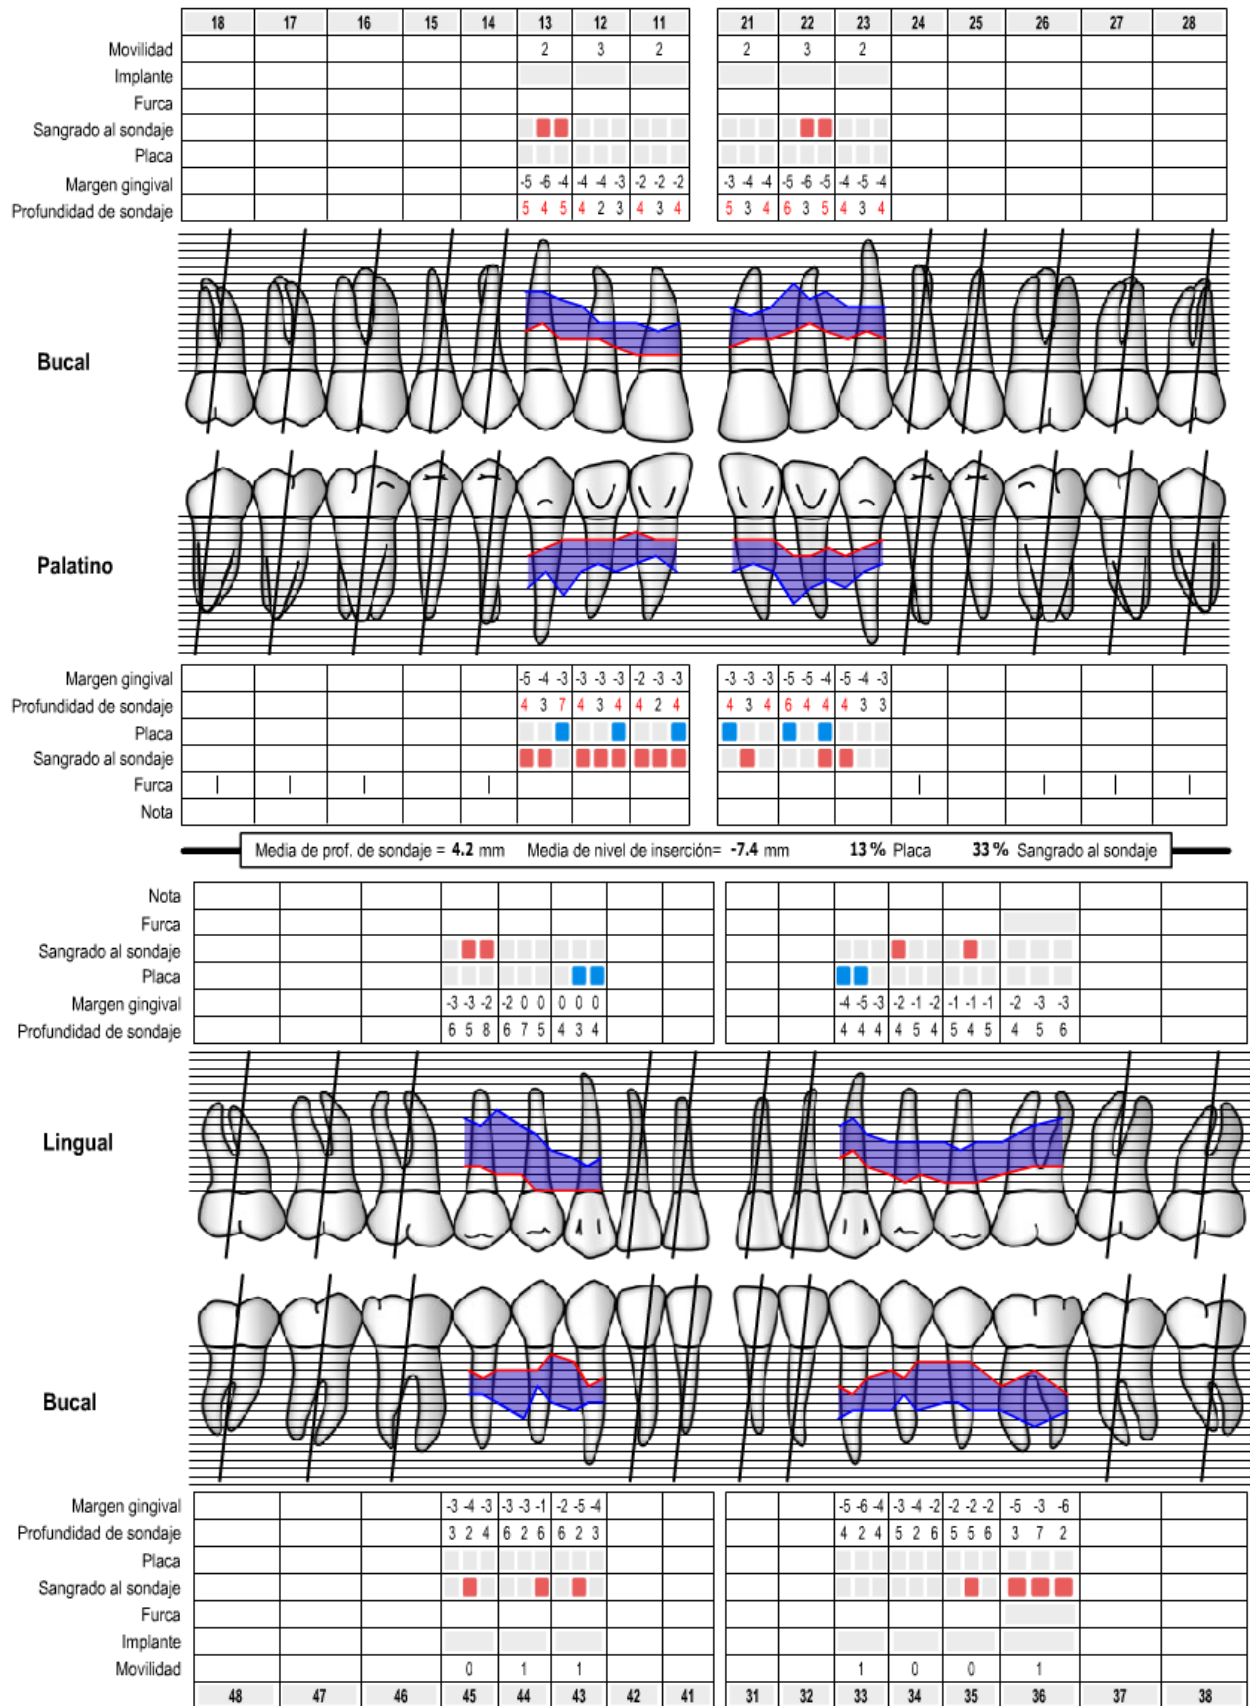 18 17 16 15 14 13 12 11 21 22 23 24 25 26 27 28
Movilidad 2 3 2 2 3 2
Implante
Furca
Sangrado al sondaje
Placa
Margen gingival -5 -6 -4 -4 -4 -3 -2 -2 -2 -3 -4 -4 -5 -6 -5 -4 -5 -4
Profundidad de sondaje 5 4 5 4 2 3 4 3 4 5 3 4 6 3 5 4 3 4
Bucal
Palatino
Margen gingival -5 -4 -3 -3 -3 -3 -2 -3 -3 -3 -3 -3 -5 -5 -4 -5 -4 -3
Profundidad de sondaje 4 3 7 4 3 4 4 2 4 4 3 4 6 4 4 4 3 3
Placa
Sangrado al sondaje
Furca
Nota
Media de prof. de sondaje = 4.2 mm Media de nivel de inserción= -7.4 mm 13 % Placa 33 % Sangrado al sondaje
Nota
Furca
Sangrado al sondaje
Placa
Margen gingival -3 -3 -2 -2 0 0 0 0 0 -4 -5 -3 -2 -1 -2 -1 -1 -1 -2 -3 -3
Profundidad de sondaje 6 5 8 6 7 5 4 3 4 4 4 4 4 5 4 5 4 5 4 5 6
Lingual
Bucal
Margen gingival -3 -4 -3 -3 -3 -1 -2 -5 -4 -5 -6 -4 -3 -4 -2 -2 -2 -2 -5 -3 -6
Profundidad de sondaje 3 2 4 6 2 6 6 2 3 4 2 4 5 2 6 5 5 6 3 7 2
Placa
Sangrado al sondaje
Furca
Implante
Movilidad 0 1 1 1 0 0 1
48 47 46 45 44 43 42 41 31 32 33 34 35 36 37 38